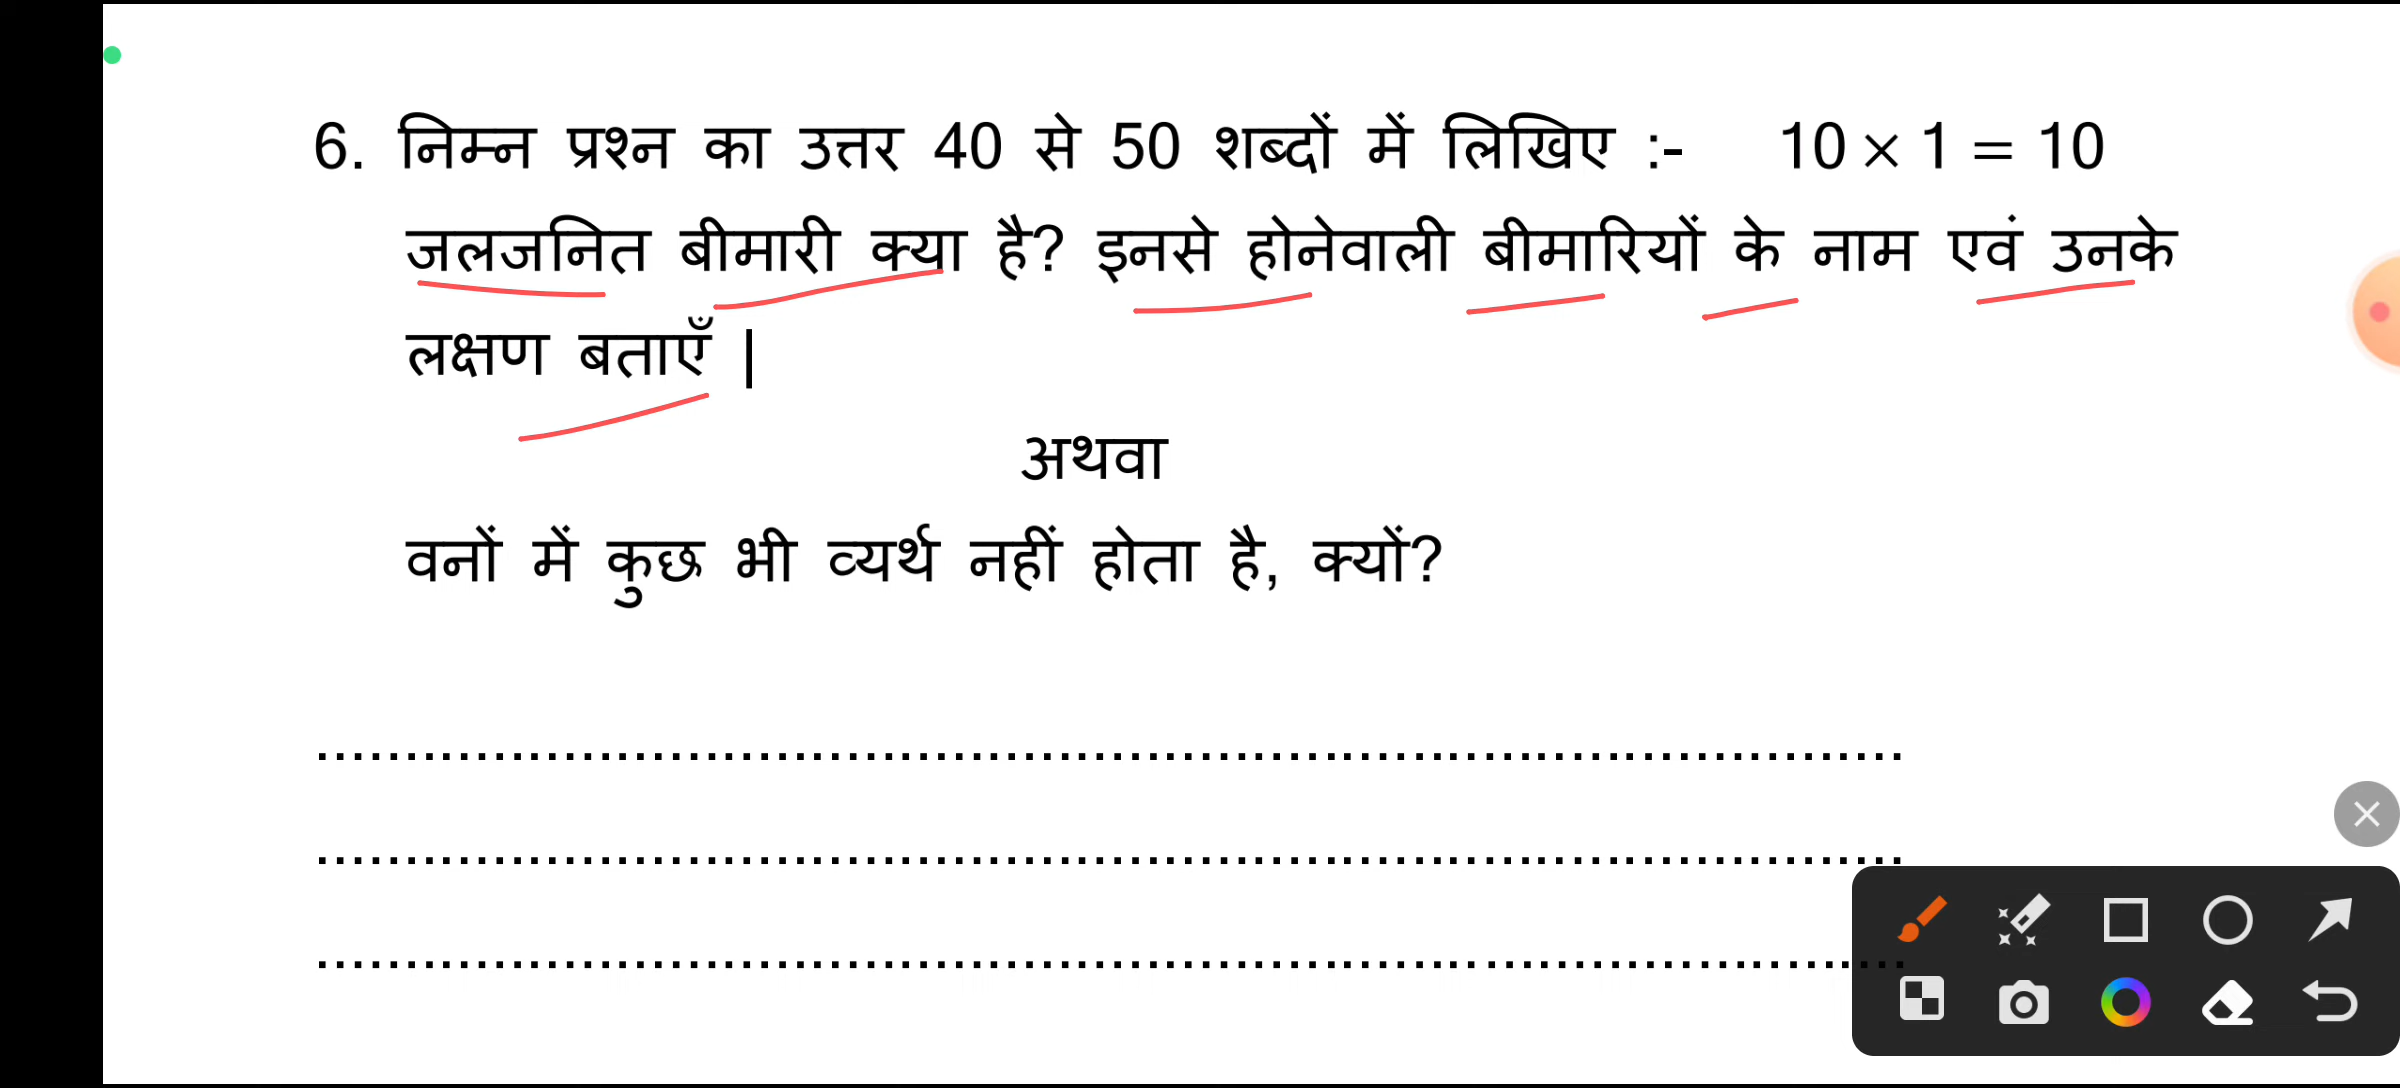 6. निम्न प्रश्न का उत्तर 40 से 50 शब्दों में लिखिए :- 10 × 1 = 10
जलजनित बीमारी क्या है? इनसे होनेवाली बीमारियों के नाम एवं उनके
लक्षण बताएँ |
अथवा
वनों में कुछ भी व्यर्थ नहीं होता है, क्यों?